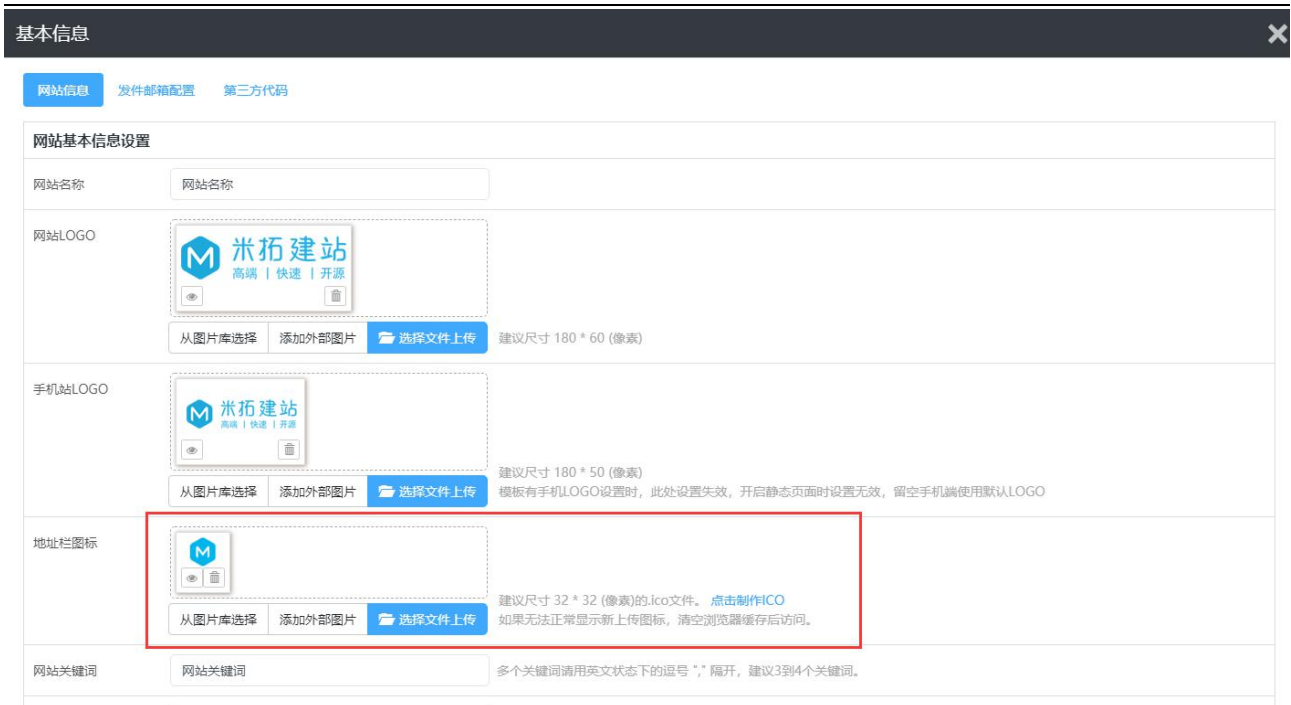 基本信息
网站信息 发件邮箱配置 第三方代码
网站基本信息设置
网站名称 网站名称
网站LOGO
米拓建站
高端 | 快速 | 开源
从图片库选择 添加外部图片 选择文件上传 建议尺寸 180 * 60 (像素)
手机站LOGO
米拓建站
高端 | 快速 | 开源
建议尺寸 180 * 50 (像素)
从图片库选择 添加外部图片 选择文件上传 模板有手机LOGO设置时，此处设置失效，开启静态页面时设置无效，留空手机端使用默认LOGO
地址栏图标
M
建议尺寸 32 * 32 (像素)的.ico文件。 点击制作ICO
从图片库选择 添加外部图片 选择文件上传 如果无法正常显示新上传图标，清空浏览器缓存后访问。
网站关键词 网站关键词 多个关键词请用英文状态下的逗号 "," 隔开，建议3到4个关键词。